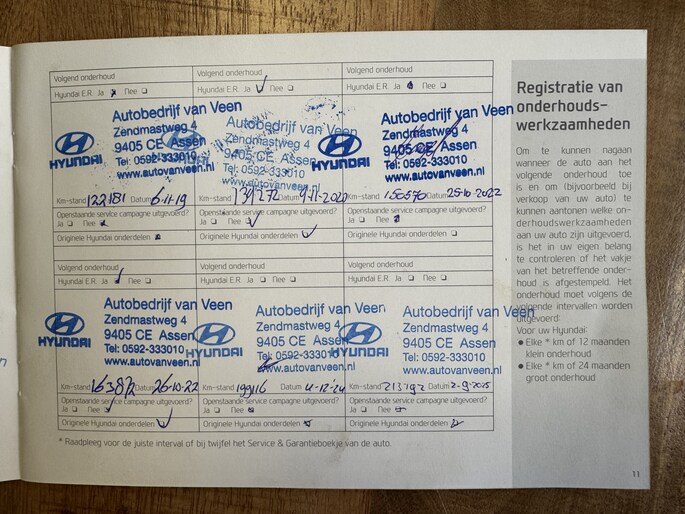 Volgend onderhoud
Hyundai E.R. Ja Nee
Autobedrijf van Veen
Zendmastweg 4
9405 CE Assen
Tel: 0592-333010
www.autovanveen.nl
HYUNDAI
Km-stand 122181 Datum 6-11-19
Openstaande service campagne uitgevoerd?
Ja Nee
Originele Hyundai onderdelen
Volgend onderhoud
Hyundai E.R. Ja Nee
Autobedrijf van Veen
Zendmastweg 4
9405 CE Assen
Tel: 0592-333010
www.autovanveen.nl
Km-stand 139272 Datum 9-11-2020
Openstaande service campagne uitgevoerd?
Ja Nee
Originele Hyundai onderdelen
Volgend onderhoud
Hyundai E.R. Ja Nee
Autobedrijf van Veen
Zendmastweg 4
9405 CE Assen
Tel: 0592-333010
www.autovanveen.nl
HYUNDAI
Km-stand 150570 Datum 25-10-2022
Openstaande service campagne uitgevoerd?
Ja Nee
Originele Hyundai onderdelen
Volgend onderhoud
Hyundai E.R. Ja Nee
Autobedrijf van Veen
Zendmastweg 4
9405 CE Assen
Tel: 0592-333010
www.autovanveen.nl
HYUNDAI
Km-stand Datum 26-10-22
Openstaande service campagne uitgevoerd?
Ja Nee
Originele Hyundai onderdelen
Volgend onderhoud
Hyundai E.R. Ja Nee
Autobedrijf van Veen
Zendmastweg 4
9405 CE Assen
Tel: 0592-333010
www.autovanveen.nl
HYUNDAI
Km-stand 199116 Datum 4-12-24
Openstaande service campagne uitgevoerd?
Ja Nee
Originele Hyundai onderdelen
Volgend onderhoud
Hyundai E.R. Ja Nee
Autobedrijf van Veen
Zendmastweg 4
9405 CE Assen
Tel: 0592-333010
www.autovanveen.nl
HYUNDAI
Km-stand 213192 Datum 2-9-2025
Openstaande service campagne uitgevoerd?
Ja Nee
Originele Hyundai onderdelen
* Raadpleeg voor de juiste interval of bij twijfel het Service & Garantieboekje van de auto.
Registratie van
onderhouds-
werkzaamheden
Om te kunnen nagaan
wanneer de auto aan het
volgende onderhoud toe
is en om (bijvoorbeeld bij
verkoop van uw auto) te
kunnen aantonen welke on-
derhoudswerkzaamheden
aan uw auto zijn uitgevoerd,
is het in uw eigen belang
te controleren of het vakje
van het betreffende onder-
houd is afgestempeld. Het
onderhoud moet volgens de
volgende intervallen worden
uitgevoerd:
Voor uw Hyundai:
● Elke * km of 12 maanden
klein onderhoud
● Elke * km of 24 maanden
groot onderhoud
11